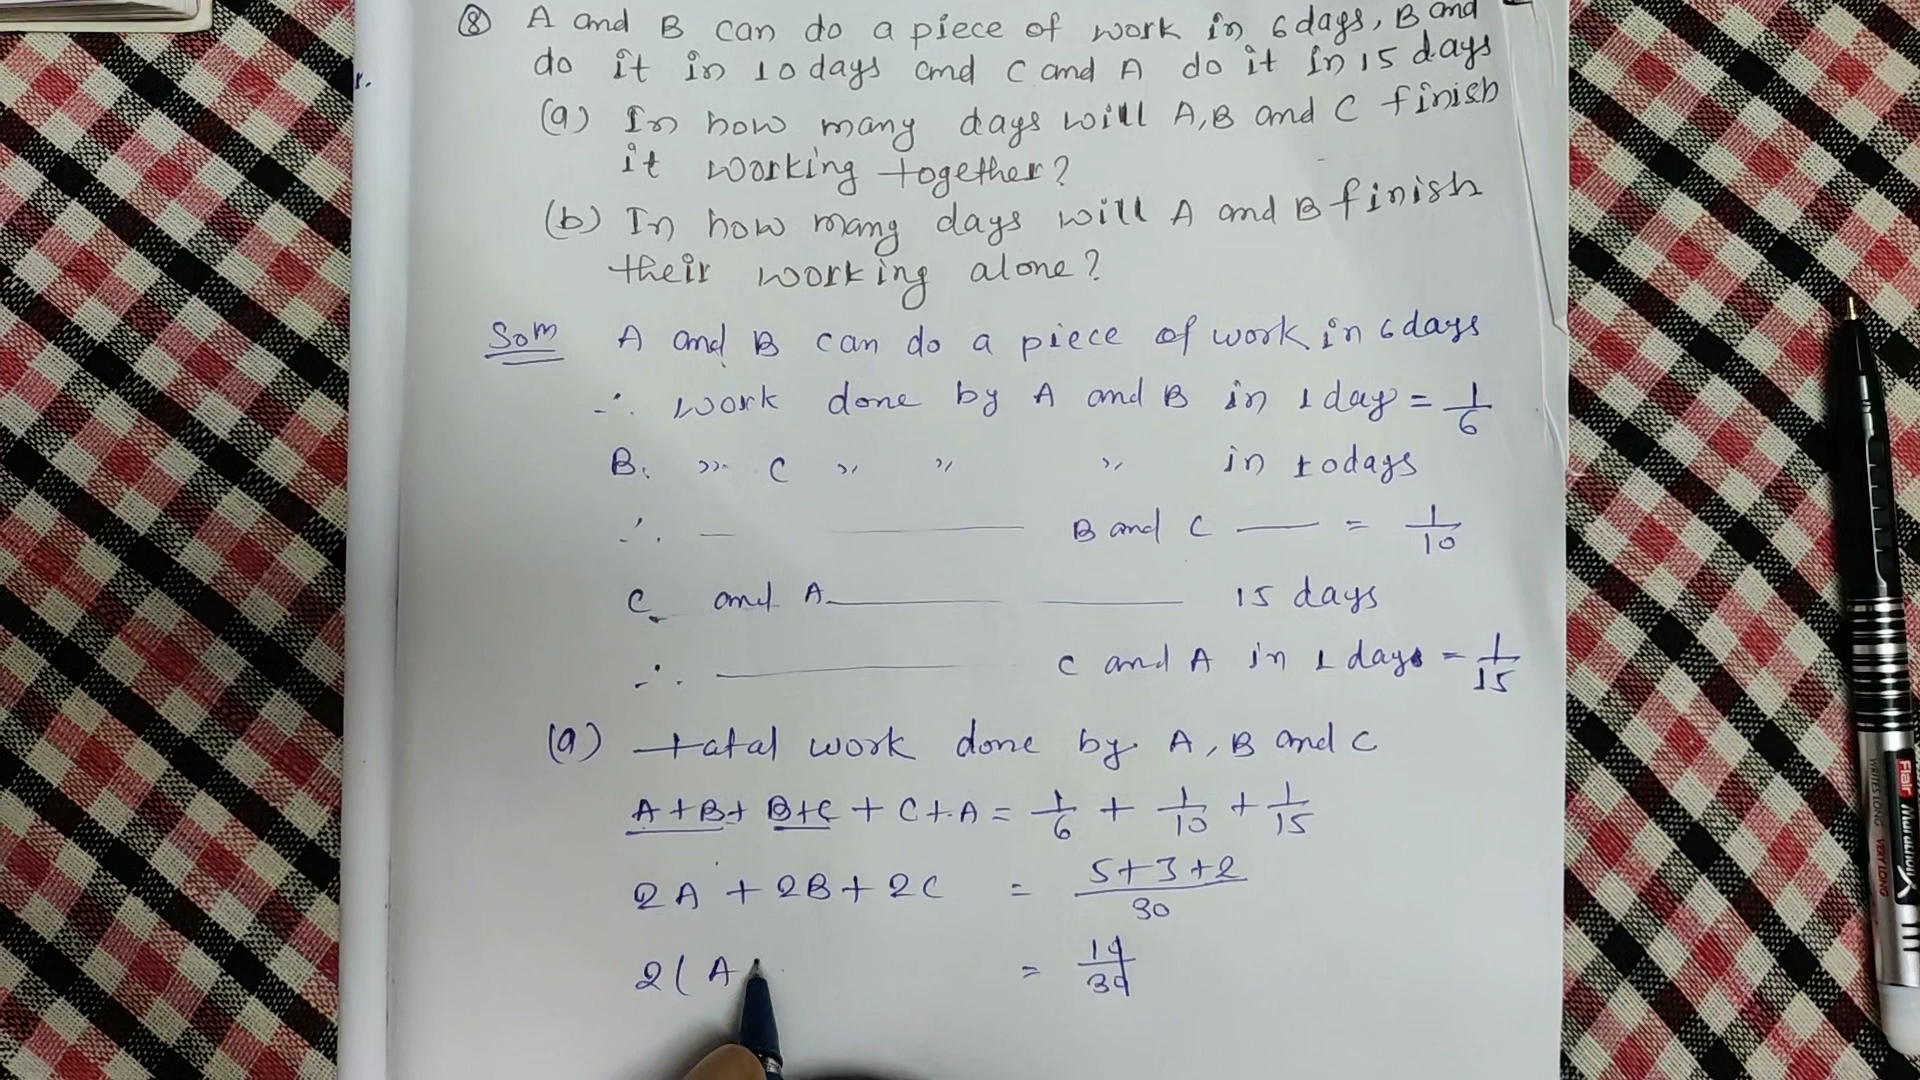 ⑧ A and B can do a piece of work in 6 days, B and
do it in 10 days and C and A do it in 15 days
(a) In how many days will A, B and C finish
it working together?
(b) In how many days will A and B finish
their working alone?
Soln A and B can do a piece of work in 6 days
∴ work done by A and B in 1 day = 1/6
B. ,, C ,, ,, ,, in 10 days
∴ — —— B and C — = 1/10
C and A —— —— 15 days
∴ —— C and A in 1 days = 1/15
(a) total work done by A, B and C
A + B + B + C + C + A = 1/6 + 1/10 + 1/15
2A + 2B + 2C = 5+3+2/30
2(A = 10/30
Flair